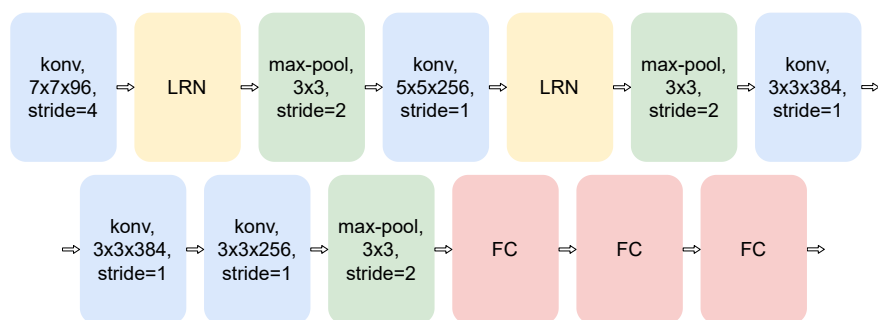 konv,
7x7x96,
stride=4
LRN
max-pool,
3x3,
stride=2
konv,
5x5x256,
stride=1
LRN
max-pool,
3x3,
stride=2
konv,
3x3x384,
stride=1
konv,
3x3x384,
stride=1
konv,
3x3x256,
stride=1
max-pool,
3x3,
stride=2
FC
FC
FC